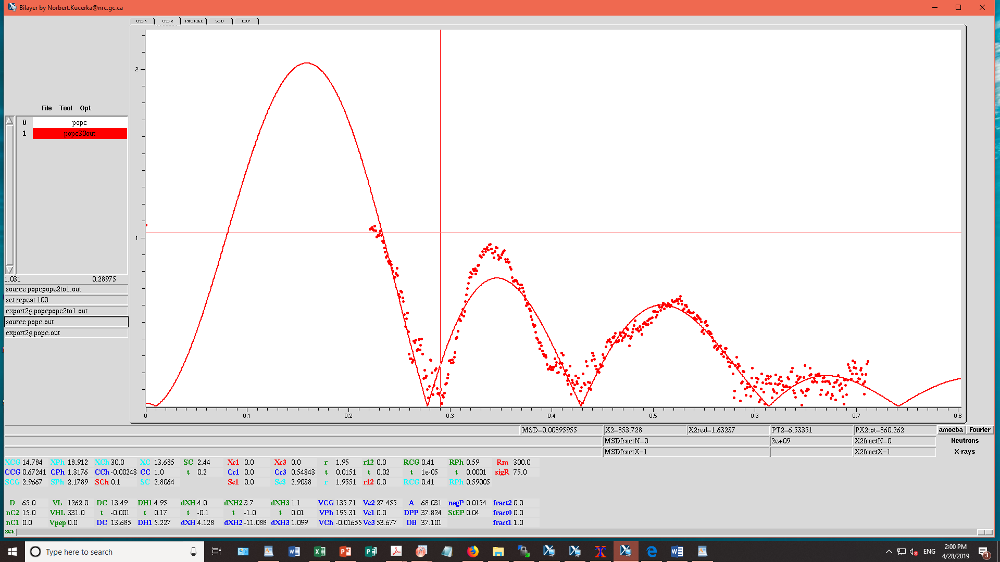 Bilayer by Norbert.Kucerka@nrc.gc.ca
CTFn CTFx PROFILE SLD EDP
File Tool Opt
0 popc
1 popc30out
1.031 0.28975
source popcpope2to1.out
set repeat 100
export2g popcpope2to1.out
source popc.out
export2g popc.out
2
1
0 0.1 0.2 0.3 0.4 0.5 0.6 0.7 0.8
MSD=0.00895955 X2=853.728 X2red=1.63237 PT2=6.53351 PX2tot=860.262 amoeba Fourier
MSDfractN=0 2e+09 X2fractN=0 Neutrons
MSDfractX=1 X2fractX=1 X-rays
XCG 14.784 XPh 18.912 XCh 30.0 XC 13.685 SC 2.44 Xc1 0.0 Xc3 0.0 r 1.95 r12 0.0 RCG 0.41 RPh 0.59 Rm 300.0
CCG 0.67241 CPh 1.3176 CCh -0.00243 CC 1.0 t 0.2 Cc1 0.0 Cc3 0.54343 t 0.0151 t 0.02 t 1e-05 t 0.0001 sigR 75.0
SCG 2.9667 SPh 2.1789 SCh 0.1 SC 2.8064 Sc1 0.0 Sc3 2.9038 r 1.9551 r12 0.0 RCG 0.41 RPh 0.59005
D 65.0 VL 1262.0 DC 13.49 DH1 4.95 dXH 4.0 dXH2 3.7 dXH3 1.1 VCG 135.71 Vc2 27.455 A 68.031 negP 0.0154 fract2 0.0
nC2 15.0 VHL 331.0 t -0.001 t 0.17 t -0.1 t -1.0 t 0.01 VPh 195.31 Vc1 0.0 DPP 37.824 StEP 0.04 fract0 0.0
nC1 0.0 Vpep 0.0 DC 13.685 DH1 5.227 dXH 4.128 dXH2 -11.088 dXH3 1.099 VCh -0.01655 Vc3 53.677 DB 37.101 fract1 1.0
XCh
Type here to search
ENG
2:00 PM
4/28/2019
3